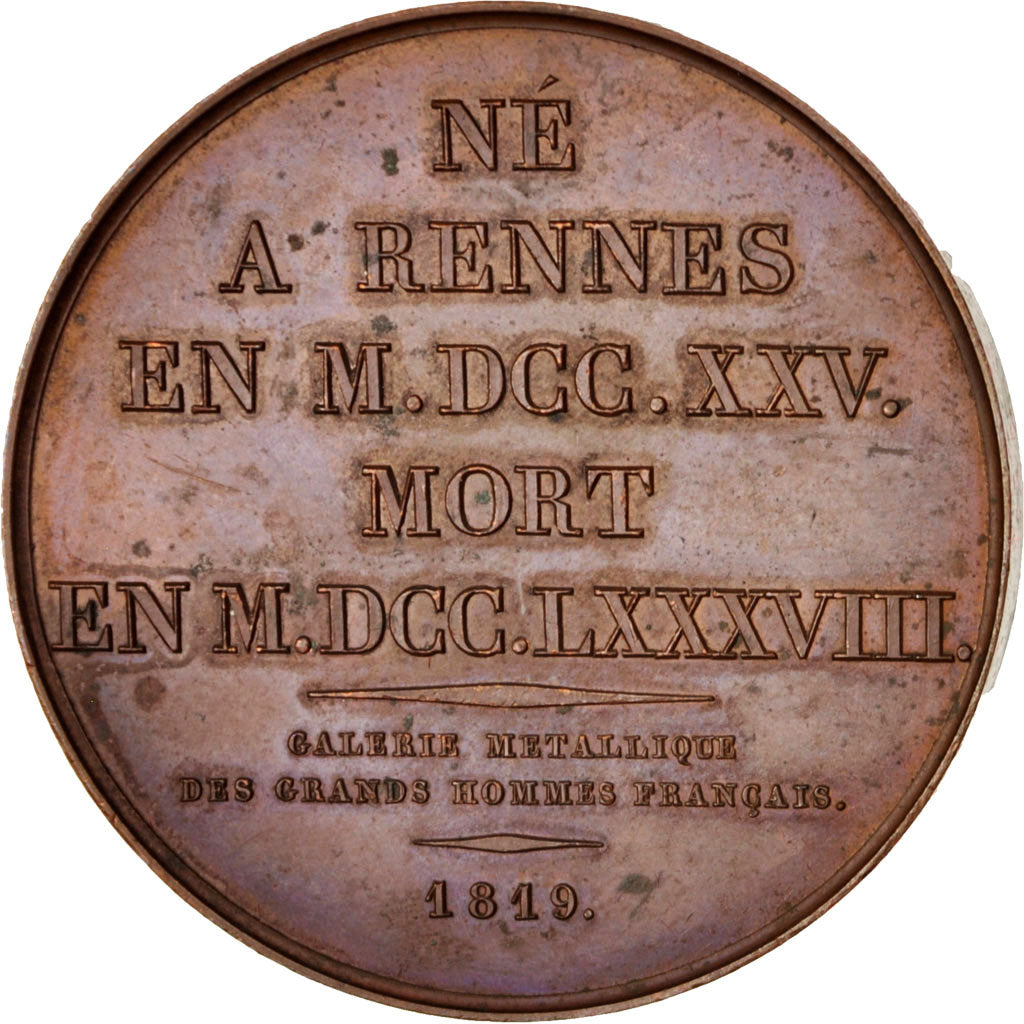 NÉ
A RENNES
EN M.DCC.XXV.
MORT
EN M.DCC.LXXXVIII.
GALERIE METALLIQUE
DES GRANDS HOMMES FRANÇAIS.
1819.